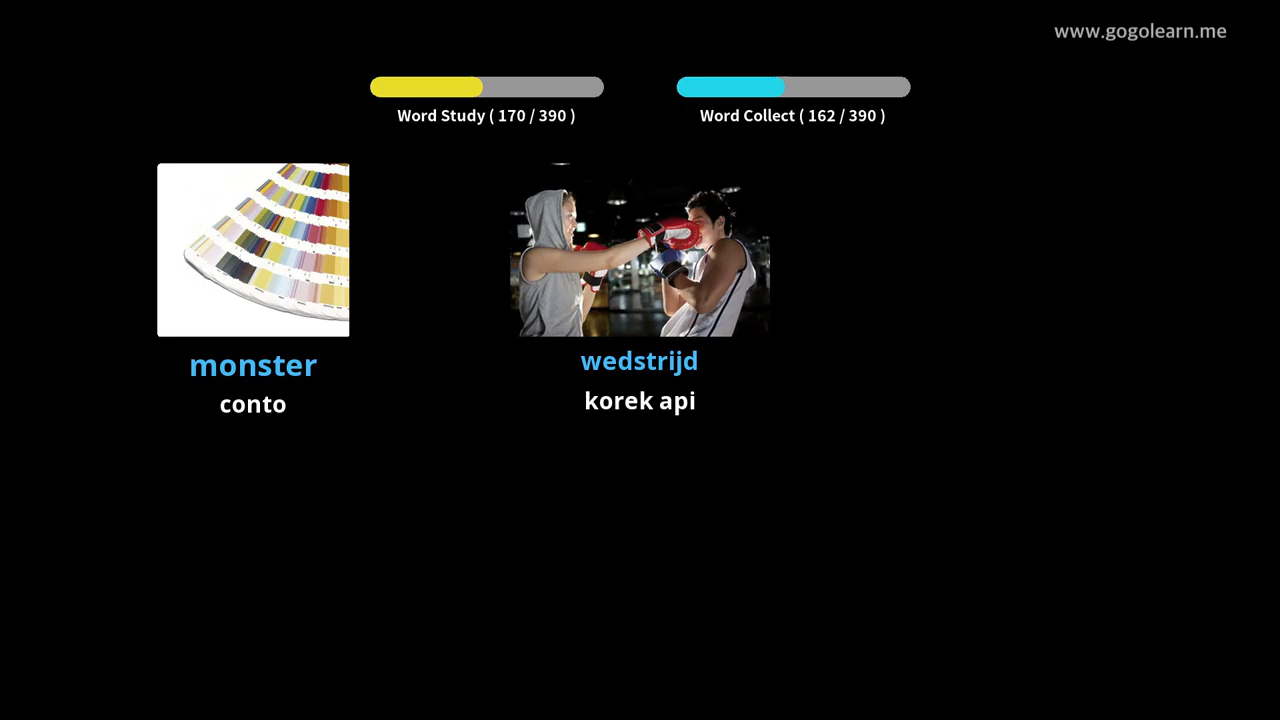 www.gogolearn.me
Word Study ( 170 / 390 )
Word Collect ( 162 / 390 )
monster
conto
wedstrijd
korek api